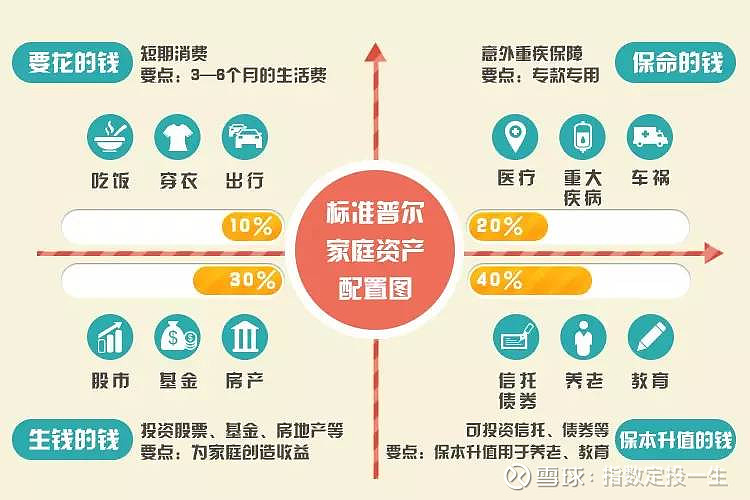 要花的钱
短期消费
要点：3—6个月的生活费
吃饭 穿衣 出行
10%
意外重疾保障
要点：专款专用
保命的钱
医疗 重大疾病 车祸
20%
标准普尔
家庭资产
配置图
30%
股市 基金 房产
生钱的钱
投资股票、基金、房地产等
要点：为家庭创造收益
40%
信托债券 养老 教育
可投资信托、债券等
要点：保本升值用于养老、教育
保本升值的钱
雪球：指数定投一生